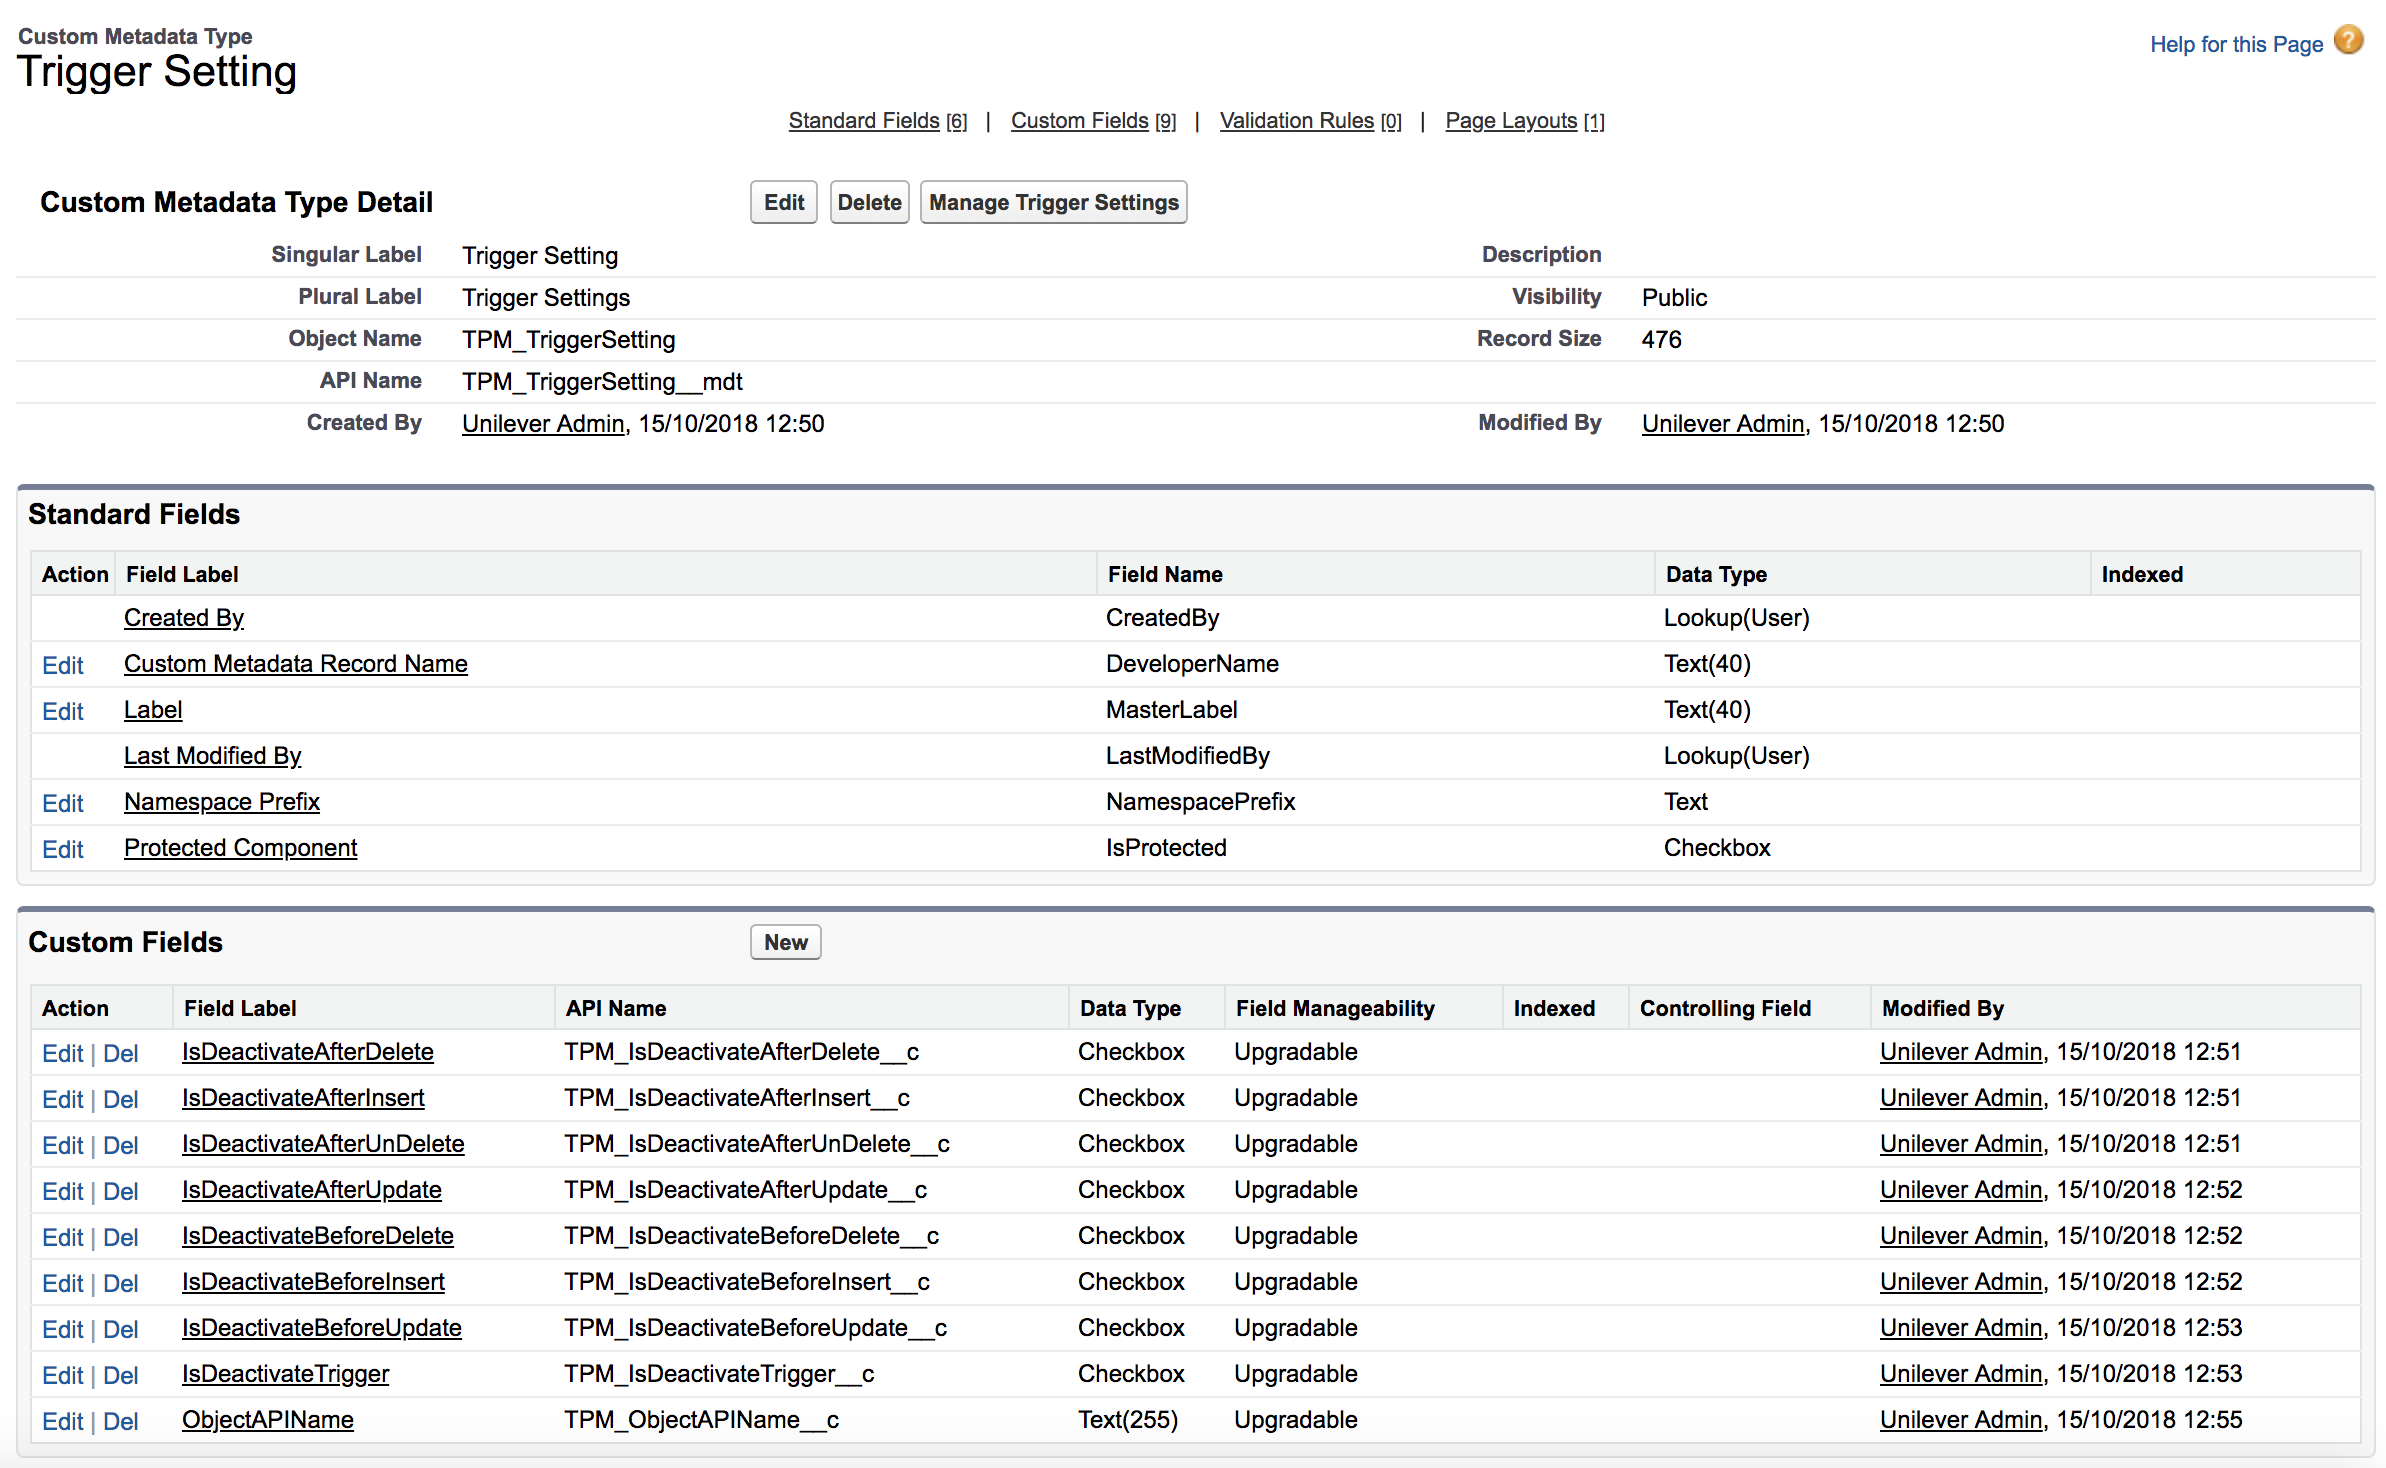 Custom Metadata Type
Trigger Setting
Help for this Page ?
Standard Fields [6] | Custom Fields [9] | Validation Rules [0] | Page Layouts [1]
Custom Metadata Type Detail Edit Delete Manage Trigger Settings
Singular Label Trigger Setting Description
Plural Label Trigger Settings Visibility Public
Object Name TPM_TriggerSetting Record Size 476
API Name TPM_TriggerSetting__mdt
Created By Unilever Admin, 15/10/2018 12:50 Modified By Unilever Admin, 15/10/2018 12:50
Standard Fields
Action Field Label Field Name Data Type Indexed
Created By CreatedBy Lookup(User)
Edit Custom Metadata Record Name DeveloperName Text(40)
Edit Label MasterLabel Text(40)
Last Modified By LastModifiedBy Lookup(User)
Edit Namespace Prefix NamespacePrefix Text
Edit Protected Component IsProtected Checkbox
Custom Fields New
Action Field Label API Name Data Type Field Manageability Indexed Controlling Field Modified By
Edit | Del IsDeactivateAfterDelete TPM_IsDeactivateAfterDelete__c Checkbox Upgradable Unilever Admin, 15/10/2018 12:51
Edit | Del IsDeactivateAfterInsert TPM_IsDeactivateAfterInsert__c Checkbox Upgradable Unilever Admin, 15/10/2018 12:51
Edit | Del IsDeactivateAfterUnDelete TPM_IsDeactivateAfterUnDelete__c Checkbox Upgradable Unilever Admin, 15/10/2018 12:51
Edit | Del IsDeactivateAfterUpdate TPM_IsDeactivateAfterUpdate__c Checkbox Upgradable Unilever Admin, 15/10/2018 12:52
Edit | Del IsDeactivateBeforeDelete TPM_IsDeactivateBeforeDelete__c Checkbox Upgradable Unilever Admin, 15/10/2018 12:52
Edit | Del IsDeactivateBeforeInsert TPM_IsDeactivateBeforeInsert__c Checkbox Upgradable Unilever Admin, 15/10/2018 12:52
Edit | Del IsDeactivateBeforeUpdate TPM_IsDeactivateBeforeUpdate__c Checkbox Upgradable Unilever Admin, 15/10/2018 12:53
Edit | Del IsDeactivateTrigger TPM_IsDeactivateTrigger__c Checkbox Upgradable Unilever Admin, 15/10/2018 12:53
Edit | Del ObjectAPIName TPM_ObjectAPIName__c Text(255) Upgradable Unilever Admin, 15/10/2018 12:55